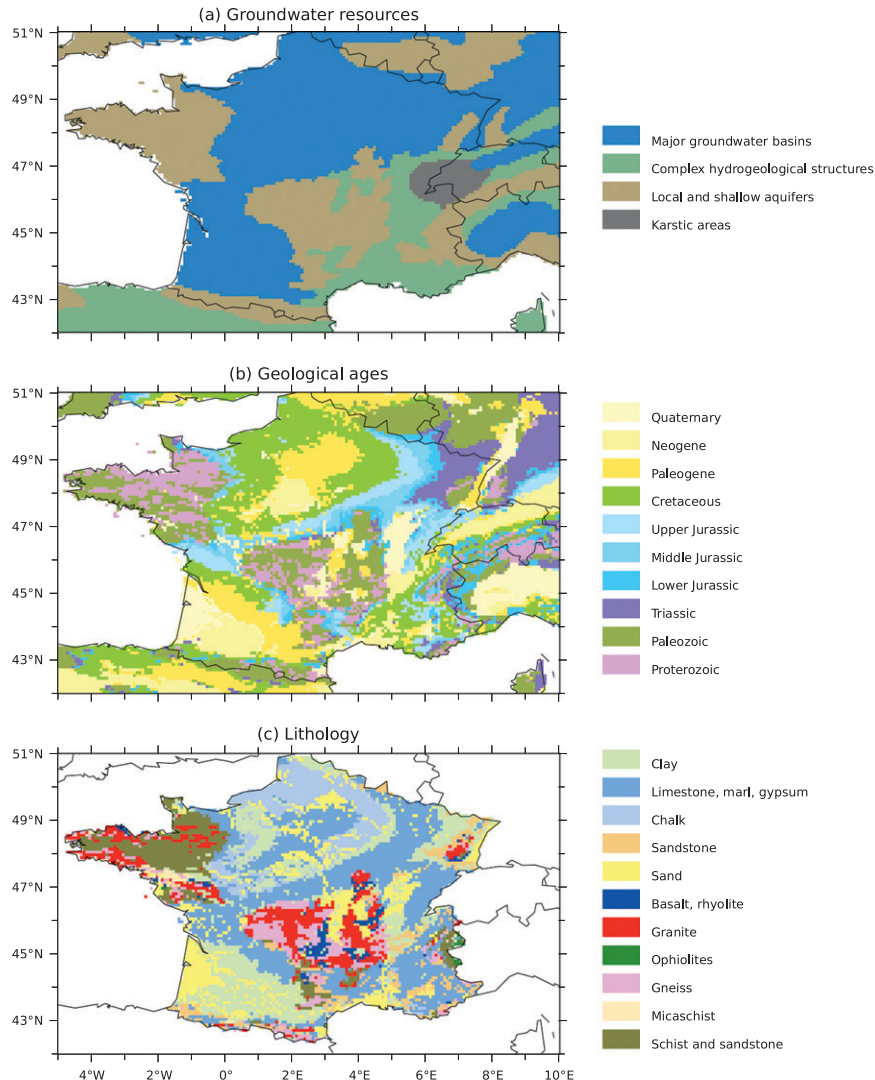 (a) Groundwater resources
51°N
49°N
47°N
45°N
43°N
Major groundwater basins
Complex hydrogeological structures
Local and shallow aquifers
Karstic areas
(b) Geological ages
51°N
49°N
47°N
45°N
43°N
Quaternary
Neogene
Paleogene
Cretaceous
Upper Jurassic
Middle Jurassic
Lower Jurassic
Triassic
Paleozoic
Proterozoic
(c) Lithology
51°N
49°N
47°N
45°N
43°N
4°W 2°W 0° 2°E 4°E 6°E 8°E 10°E
Clay
Limestone, marl, gypsum
Chalk
Sandstone
Sand
Basalt, rhyolite
Granite
Ophiolites
Gneiss
Micaschist
Schist and sandstone